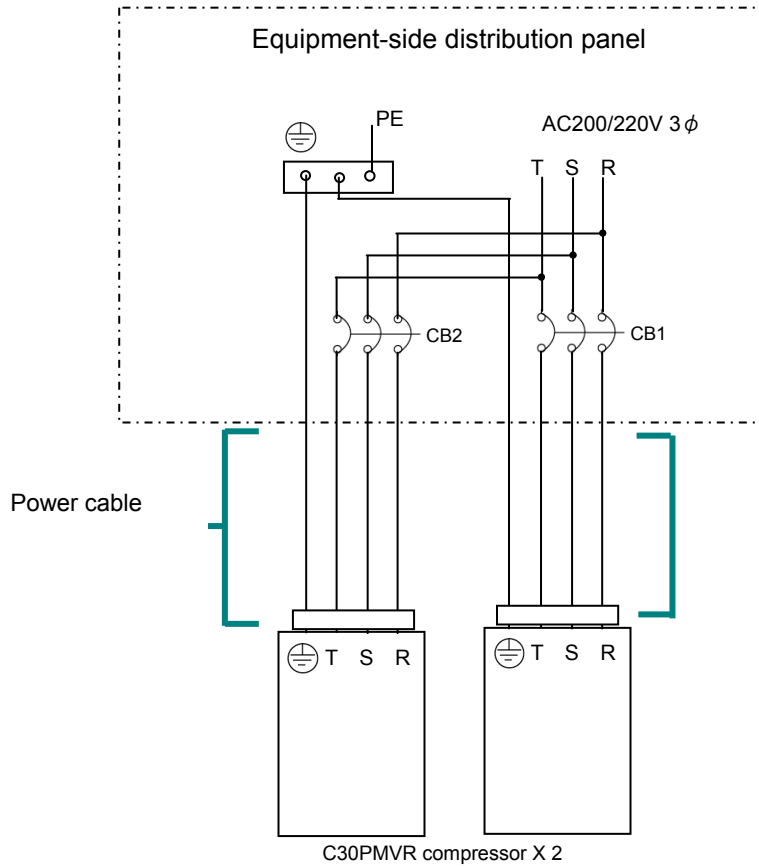 Equipment-side distribution panel
PE
AC200/220V 3φ
T S R
CB2
CB1
Power cable
T S R
T S R
C30PMVR compressor X 2